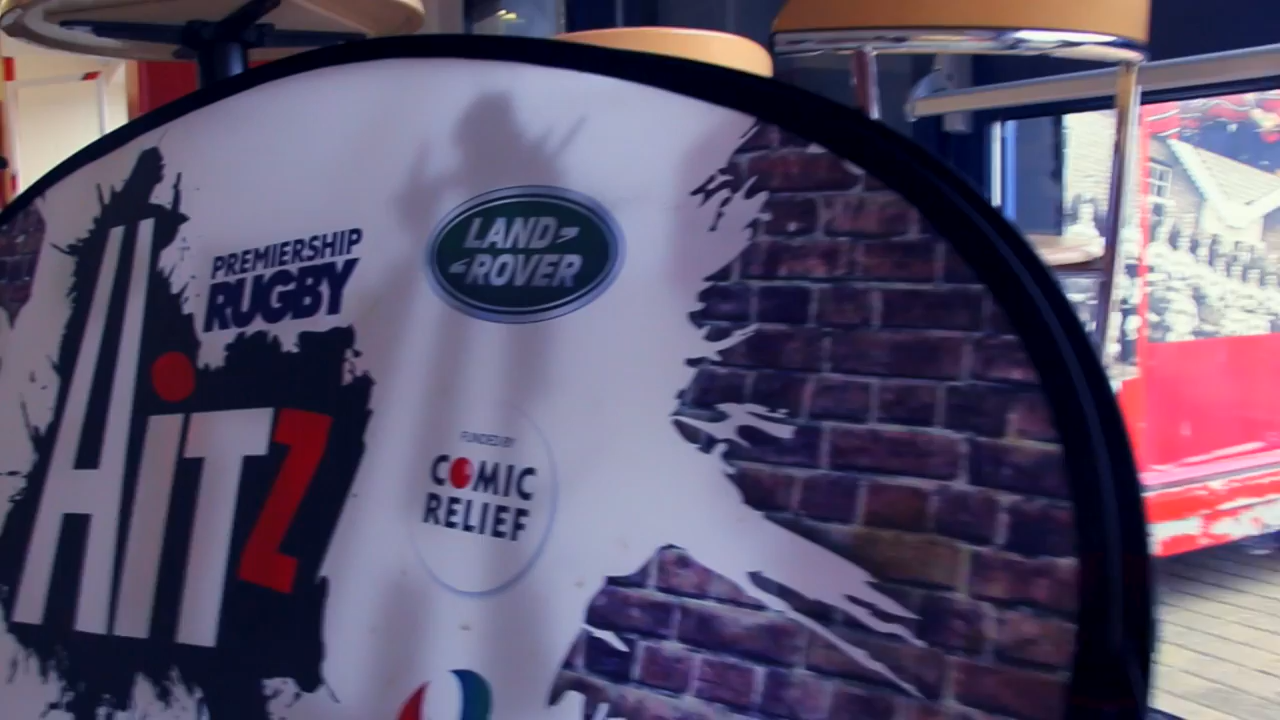 PREMIERSHIP
RUGBY
HiTZ
LAND
ROVER
FUNDED BY
COMIC
RELIEF